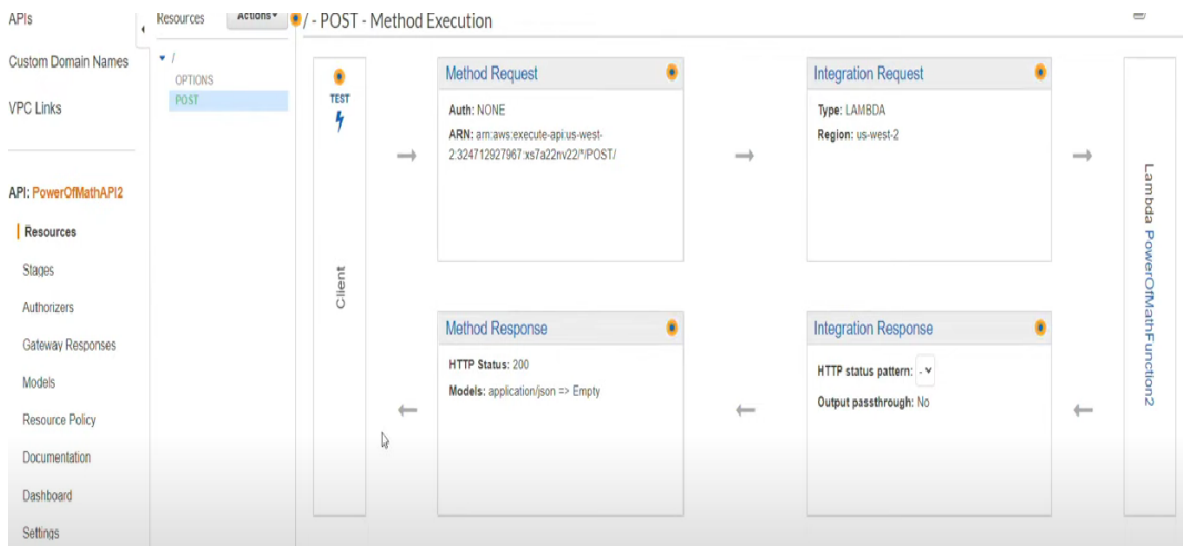 APIs
Custom Domain Names
VPC Links
API: PowerOfMathAPI2
Resources
Stages
Authorizers
Gateway Responses
Models
Resource Policy
Documentation
Dashboard
Settings
Resources
Actions
/
OPTIONS
POST
/ - POST - Method Execution
TEST
Client
Method Request
Auth: NONE
ARN: arn:aws:execute-api:us-west-
2:324712927967:xs7a22nv22/*/POST/
Integration Request
Type: LAMBDA
Region: us-west-2
Method Response
HTTP Status: 200
Models: application/json => Empty
Integration Response
HTTP status pattern: -
Output passthrough: No
Lambda PowerOfMathFunction2